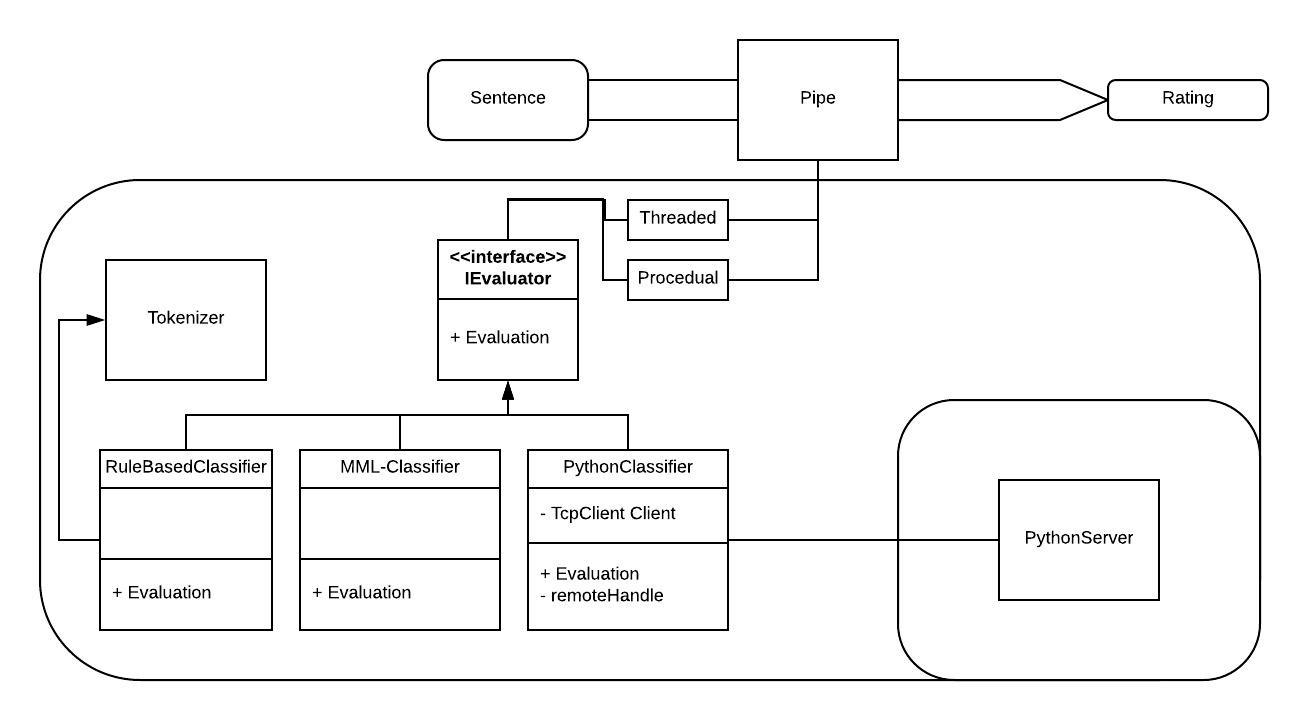 Sentence
Pipe
Rating
Threaded
Procedual
<<interface>>
IEvaluator
+ Evaluation
Tokenizer
RuleBasedClassifier
+ Evaluation
MML-Classifier
+ Evaluation
PythonClassifier
- TcpClient Client
+ Evaluation
- remoteHandle
PythonServer